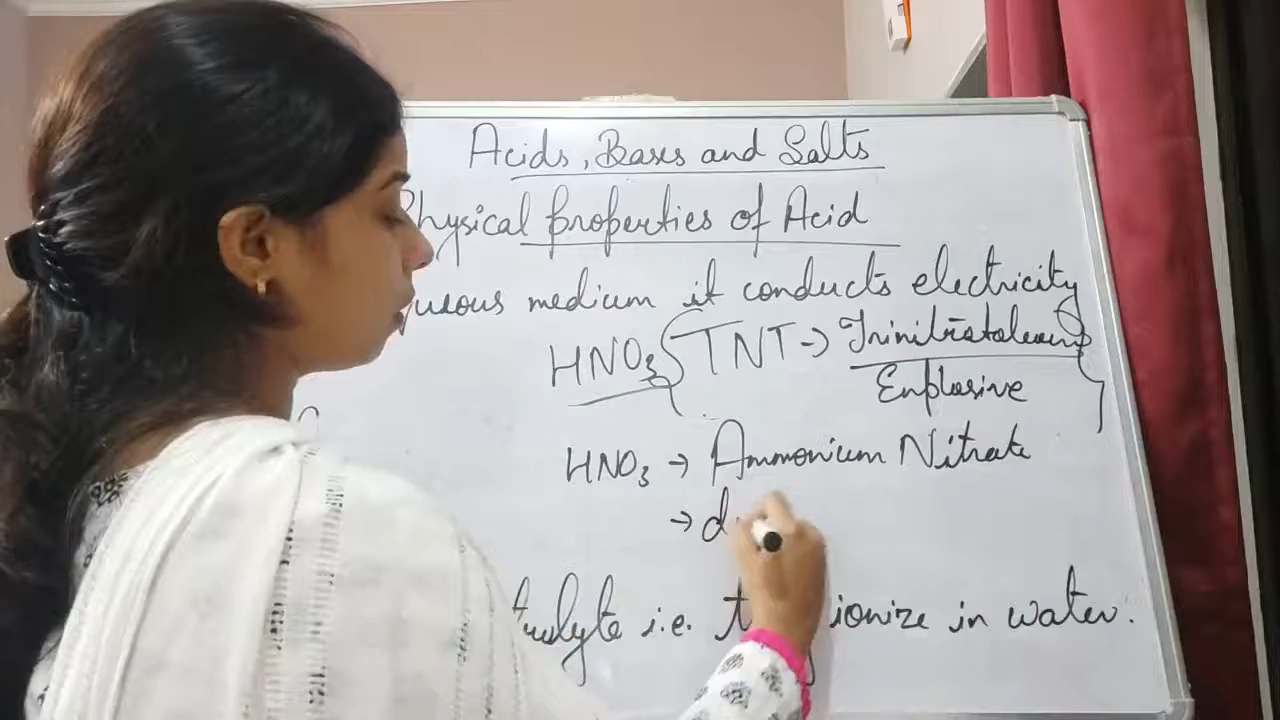 Acids, Bases and Salts
Physical properties of Acid
ueous medium it conducts electricity
HNO₃ TNT → Trinitrotoluene
Explosive
HNO₃ → Ammonium Nitrate
→ d
i.e. ionize in water.